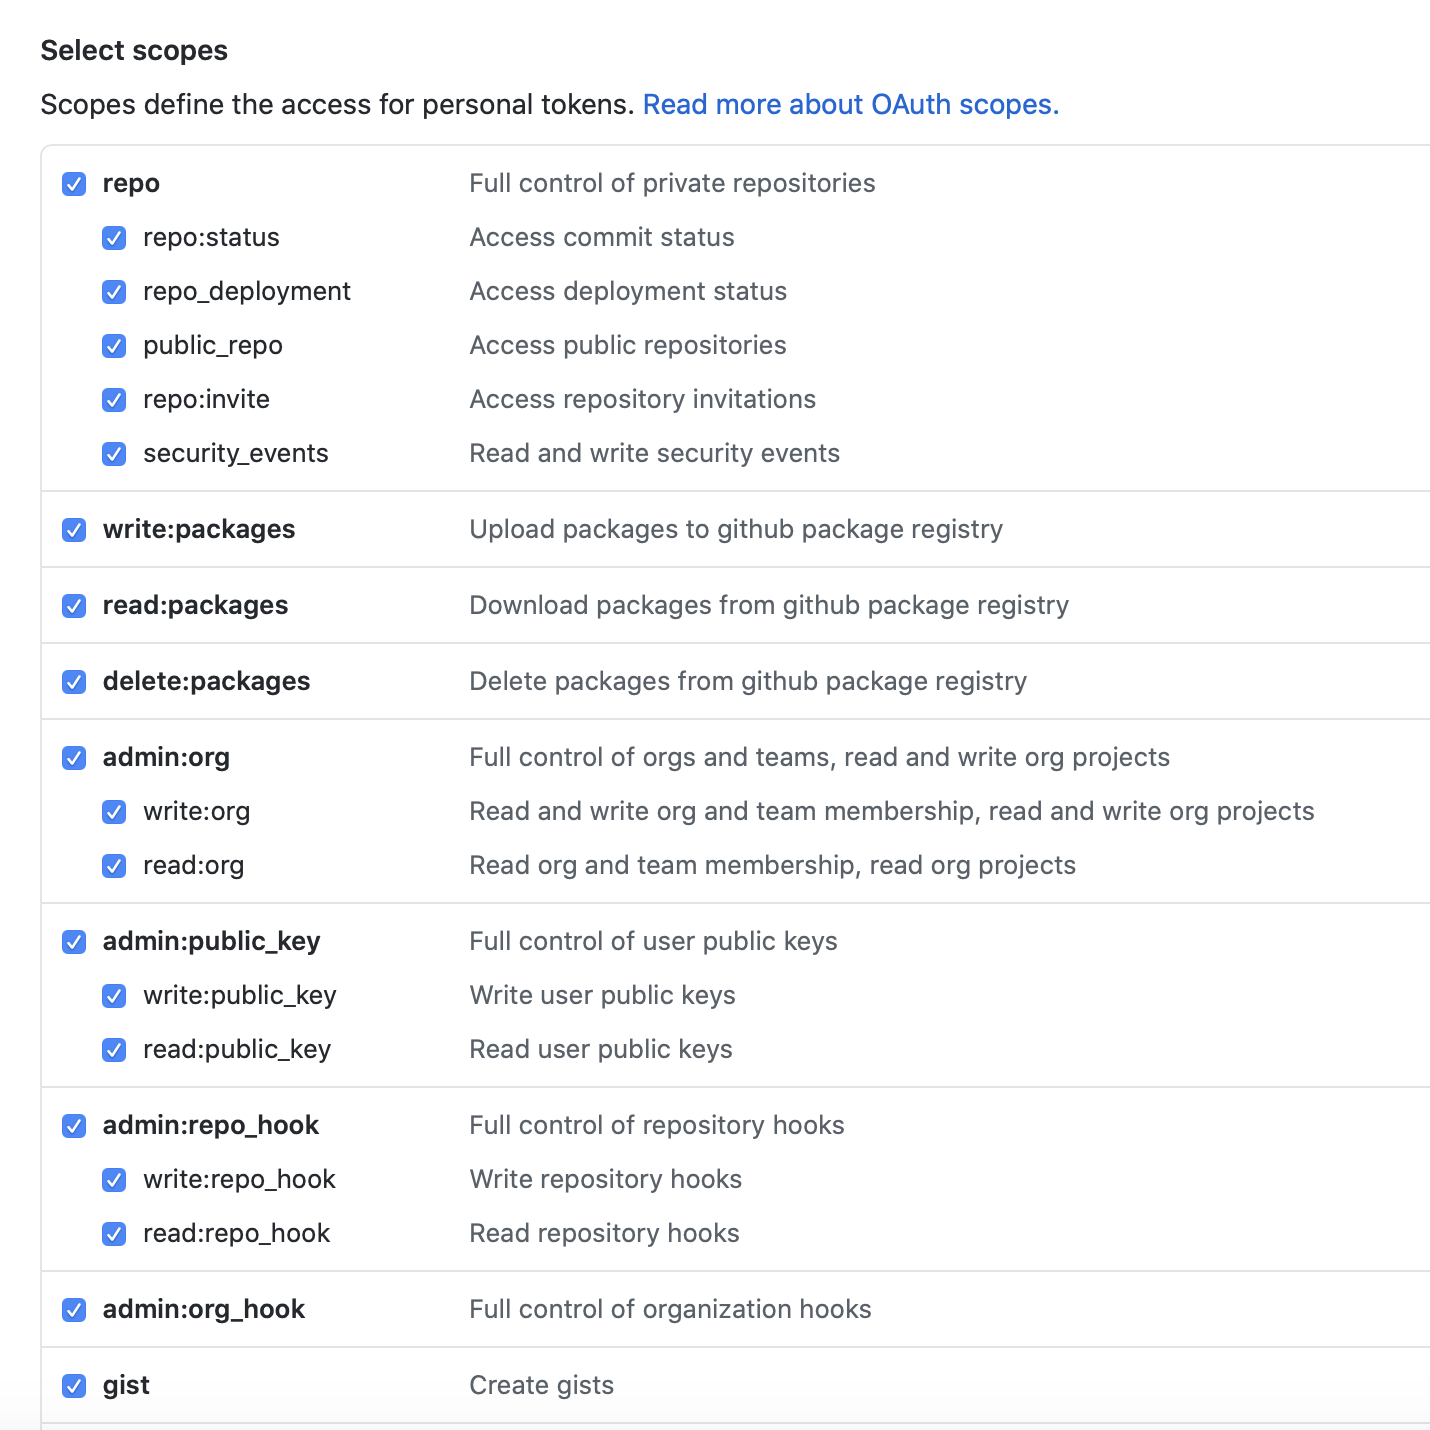 Select scopes
Scopes define the access for personal tokens. Read more about OAuth scopes.
repo Full control of private repositories
repo:status Access commit status
repo_deployment Access deployment status
public_repo Access public repositories
repo:invite Access repository invitations
security_events Read and write security events
write:packages Upload packages to github package registry
read:packages Download packages from github package registry
delete:packages Delete packages from github package registry
admin:org Full control of orgs and teams, read and write org projects
write:org Read and write org and team membership, read and write org projects
read:org Read org and team membership, read org projects
admin:public_key Full control of user public keys
write:public_key Write user public keys
read:public_key Read user public keys
admin:repo_hook Full control of repository hooks
write:repo_hook Write repository hooks
read:repo_hook Read repository hooks
admin:org_hook Full control of organization hooks
gist Create gists